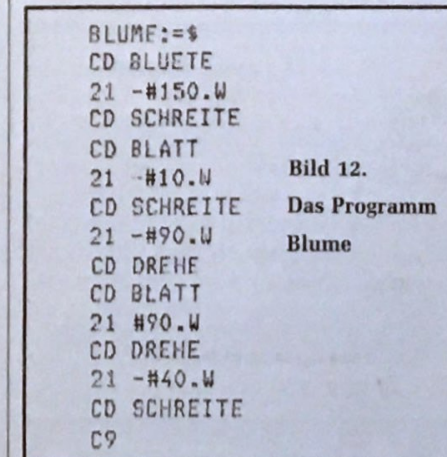 BLUME:=$
CD BLUETE
21 -#150.W
CD SCHREITE
CD BLATT
21 -#10.W
CD SCHREITE
21 -#90.W
CD DREHE
CD BLATT
21 #90.W
CD DREHE
21 -#40.W
CD SCHREITE
C9
Bild 12.
Das Programm
Blume